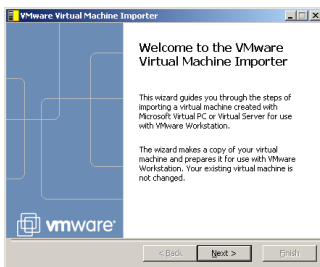 VMware Virtual Machine Importer
Welcome to the VMware
Virtual Machine Importer
This wizard guides you through the steps of
importing a virtual machine created with
Microsoft Virtual PC or Virtual Server for use
with VMware Workstation.
The wizard makes a copy of your virtual
machine and prepares it for use with VMware
Workstation. Your existing virtual machine is
not changed.
vmware
< Back
Next >
Finish